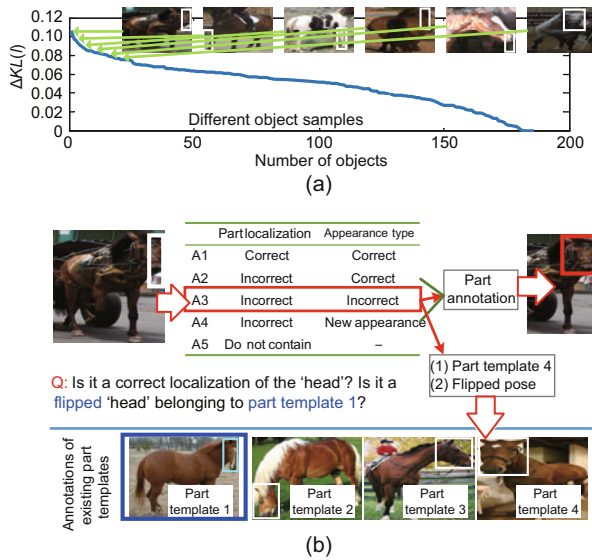 0.12
0.10
0.08
0.06
0.04
0.02
0
ΔKL(I)
Different object samples
0 50 100 150 200
Number of objects
(a)
Part localization Appearance type
A1 Correct Correct
A2 Incorrect Correct
A3 Incorrect Incorrect
A4 Incorrect New appearance
A5 Do not contain –
Part
annotation
(1) Part template 4
(2) Flipped pose
Q: Is it a correct localization of the ‘head’? Is it a
flipped ‘head’ belonging to part template 1?
Annotations of
existing part
templates
Part
template 1
Part
template 2
Part
template 3
Part
template 4
(b)